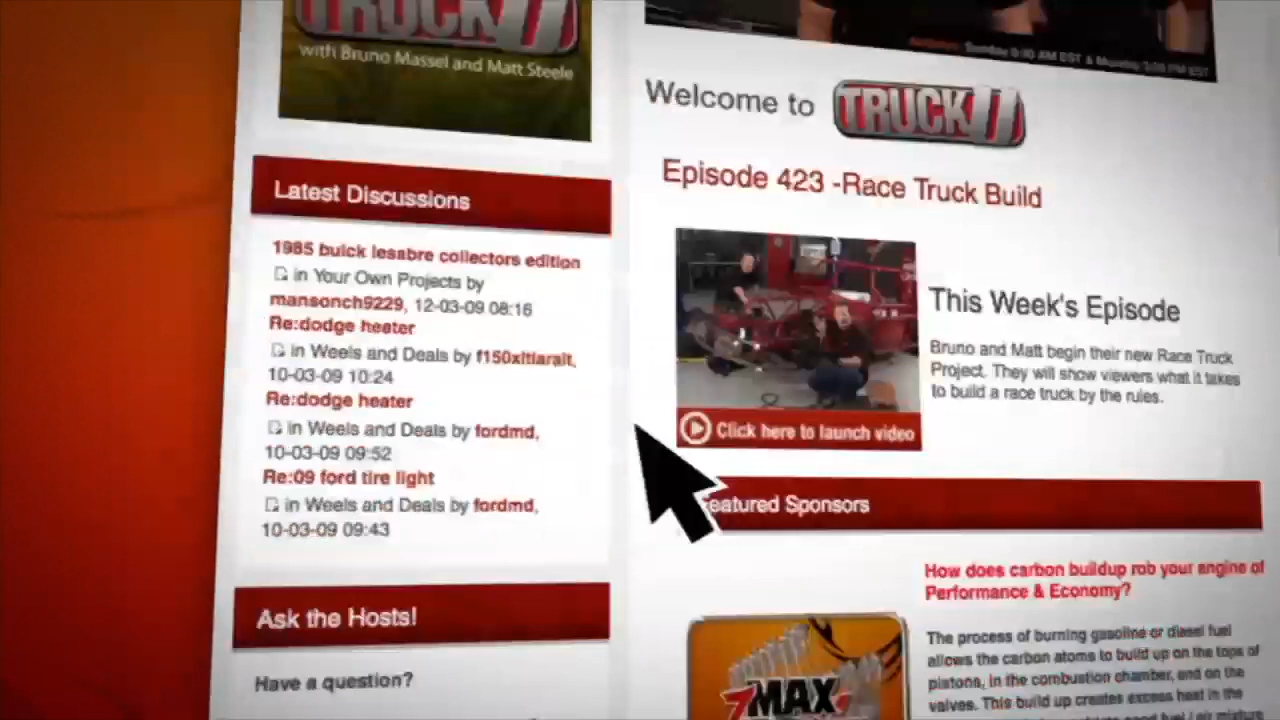 TRUCK U
with Bruno Massel and Matt Steele
Latest Discussions
1985 buick lesabre collectors edition
in Your Own Projects by
mansonch9229, 12-03-09 08:16
Re:dodge heater
in Weels and Deals by f150xltlaralt,
10-03-09 10:24
Re:dodge heater
in Weels and Deals by fordmd,
10-03-09 09:52
Re:09 ford tire light
in Weels and Deals by fordmd,
10-03-09 09:43
Ask the Hosts!
Have a question?
Welcome to TRUCK U
Episode 423 -Race Truck Build
Click here to launch video
This Week's Episode
Bruno and Matt begin their new Race Truck
Project. They will show viewers what it takes
to build a race truck by the rules.
eatured Sponsors
How does carbon buildup rob your engine of
Performance & Economy?
zMAX
The process of burning gasoline or diesel fuel
allows the carbon atoms to build up on the tops of
pistons, in the combustion chamber, and on the
valves. This build up creates excess heat in the